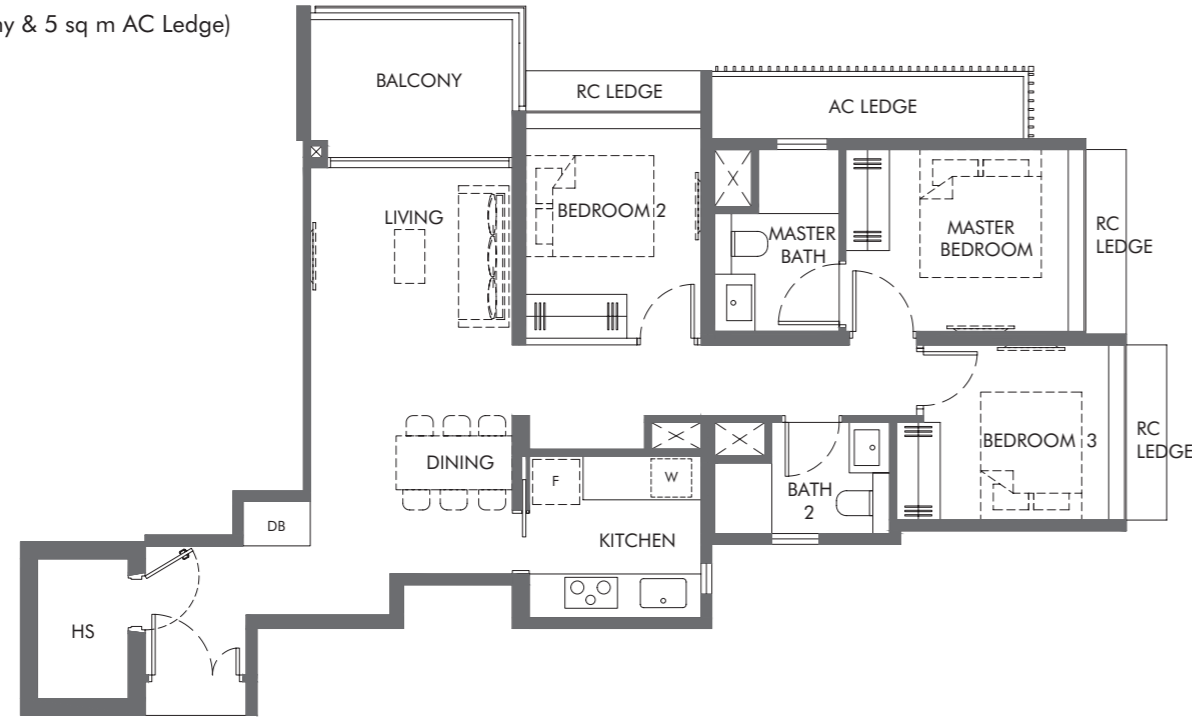 & 5 sq m AC Ledge)
BALCONY
RC LEDGE
AC LEDGE
LIVING
BEDROOM 2
MASTER
BATH
MASTER
BEDROOM
RC
LEDGE
DINING
F
W
BATH
2
BEDROOM 3
RC
LEDGE
DB
KITCHEN
HS